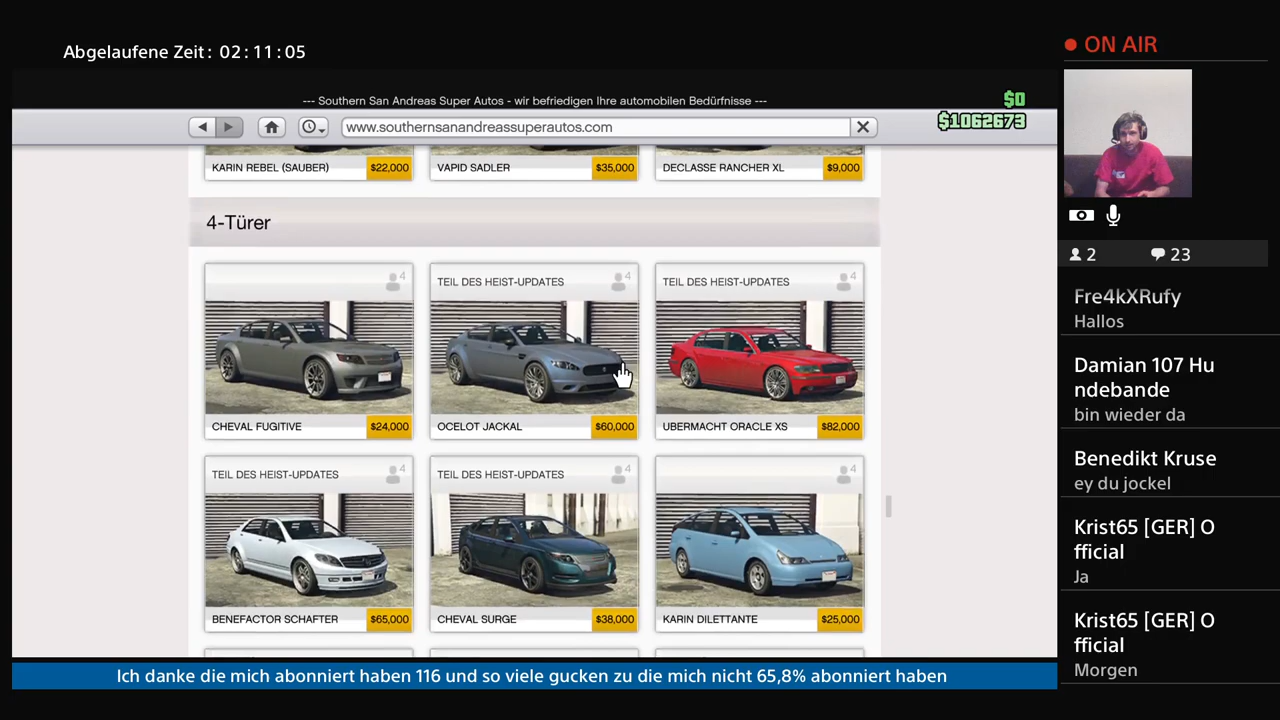 Abgelaufene Zeit: 02:11:05
ON AIR
--- Southern San Andreas Super Autos - wir befriedigen Ihre automobilen Bedürfnisse ---
$0
$1062673
www.southernsanandreassuperautos.com
KARIN REBEL (SAUBER) $22,000
VAPID SADLER $35,000
DECLASSE RANCHER XL $9,000
4-Türer
4
TEIL DES HEIST-UPDATES 4
TEIL DES HEIST-UPDATES 4
CHEVAL FUGITIVE $24,000
OCELOT JACKAL $60,000
UBERMACHT ORACLE XS $82,000
TEIL DES HEIST-UPDATES 4
TEIL DES HEIST-UPDATES 4
4
BENEFACTOR SCHAFTER $65,000
CHEVAL SURGE $38,000
KARIN DILETTANTE $25,000
2 23
Fre4kXRufy
Hallos
Damian 107 Hu
ndebande
bin wieder da
Benedikt Kruse
ey du jockel
Krist65 [GER] O
fficial
Ja
Krist65 [GER] O
fficial
Morgen
Ich danke die mich abonniert haben 116 und so viele gucken zu die mich nicht 65,8% abonniert haben